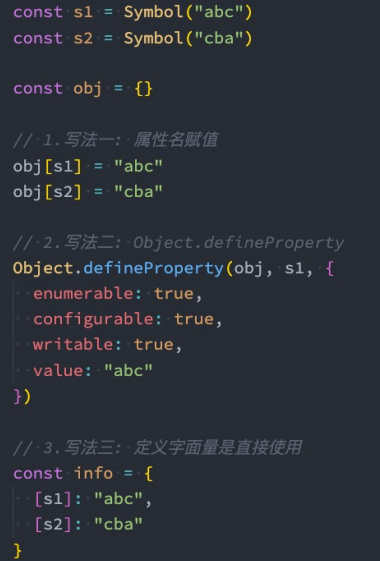 const s1 = Symbol("abc")
const s2 = Symbol("cba")
const obj = {}
// 1.写法一: 属性名赋值
obj[s1] = "abc"
obj[s2] = "cba"
// 2.写法二: Object.defineProperty
Object.defineProperty(obj, s1, {
  enumerable: true,
  configurable: true,
  writable: true,
  value: "abc"
})
// 3.写法三: 定义字面量是直接使用
const info = {
  [s1]: "abc",
  [s2]: "cba"
}